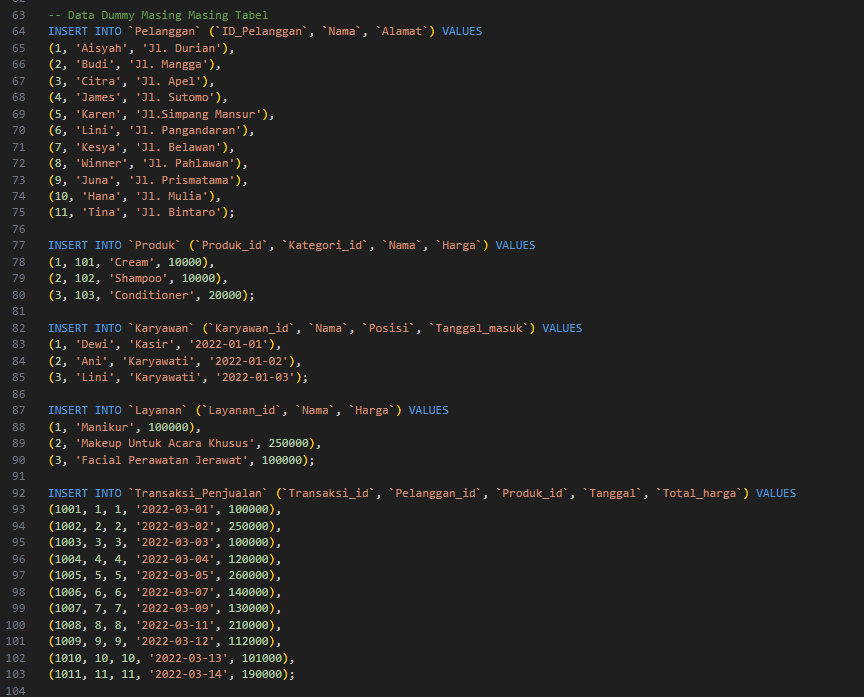 63 -- Data Dummy Masing Masing Tabel
64 INSERT INTO `Pelanggan` (`ID_Pelanggan`, `Nama`, `Alamat`) VALUES
65 (1, 'Aisyah', 'Jl. Durian'),
66 (2, 'Budi', 'Jl. Mangga'),
67 (3, 'Citra', 'Jl. Apel'),
68 (4, 'James', 'Jl. Sutomo'),
69 (5, 'Karen', 'Jl.Simpang Mansur'),
70 (6, 'Lini', 'Jl. Pangandaran'),
71 (7, 'Kesya', 'Jl. Belawan'),
72 (8, 'Winner', 'Jl. Pahlawan'),
73 (9, 'Juna', 'Jl. Prismatama'),
74 (10, 'Hana', 'Jl. Mulia'),
75 (11, 'Tina', 'Jl. Bintaro');
76
77 INSERT INTO `Produk` (`Produk_id`, `Kategori_id`, `Nama`, `Harga`) VALUES
78 (1, 101, 'Cream', 10000),
79 (2, 102, 'Shampoo', 10000),
80 (3, 103, 'Conditioner', 20000);
81
82 INSERT INTO `Karyawan` (`Karyawan_id`, `Nama`, `Posisi`, `Tanggal_masuk`) VALUES
83 (1, 'Dewi', 'Kasir', '2022-01-01'),
84 (2, 'Ani', 'Karyawati', '2022-01-02'),
85 (3, 'Lini', 'Karyawati', '2022-01-03');
86
87 INSERT INTO `Layanan` (`Layanan_id`, `Nama`, `Harga`) VALUES
88 (1, 'Manikur', 100000),
89 (2, 'Makeup Untuk Acara Khusus', 250000),
90 (3, 'Facial Perawatan Jerawat', 100000);
91
92 INSERT INTO `Transaksi_Penjualan` (`Transaksi_id`, `Pelanggan_id`, `Produk_id`, `Tanggal`, `Total_harga`) VALUES
93 (1001, 1, 1, '2022-03-01', 100000),
94 (1002, 2, 2, '2022-03-02', 250000),
95 (1003, 3, 3, '2022-03-03', 100000),
96 (1004, 4, 4, '2022-03-04', 120000),
97 (1005, 5, 5, '2022-03-05', 260000),
98 (1006, 6, 6, '2022-03-07', 140000),
99 (1007, 7, 7, '2022-03-09', 130000),
100 (1008, 8, 8, '2022-03-11', 210000),
101 (1009, 9, 9, '2022-03-12', 112000),
102 (1010, 10, 10, '2022-03-13', 101000),
103 (1011, 11, 11, '2022-03-14', 190000);
104